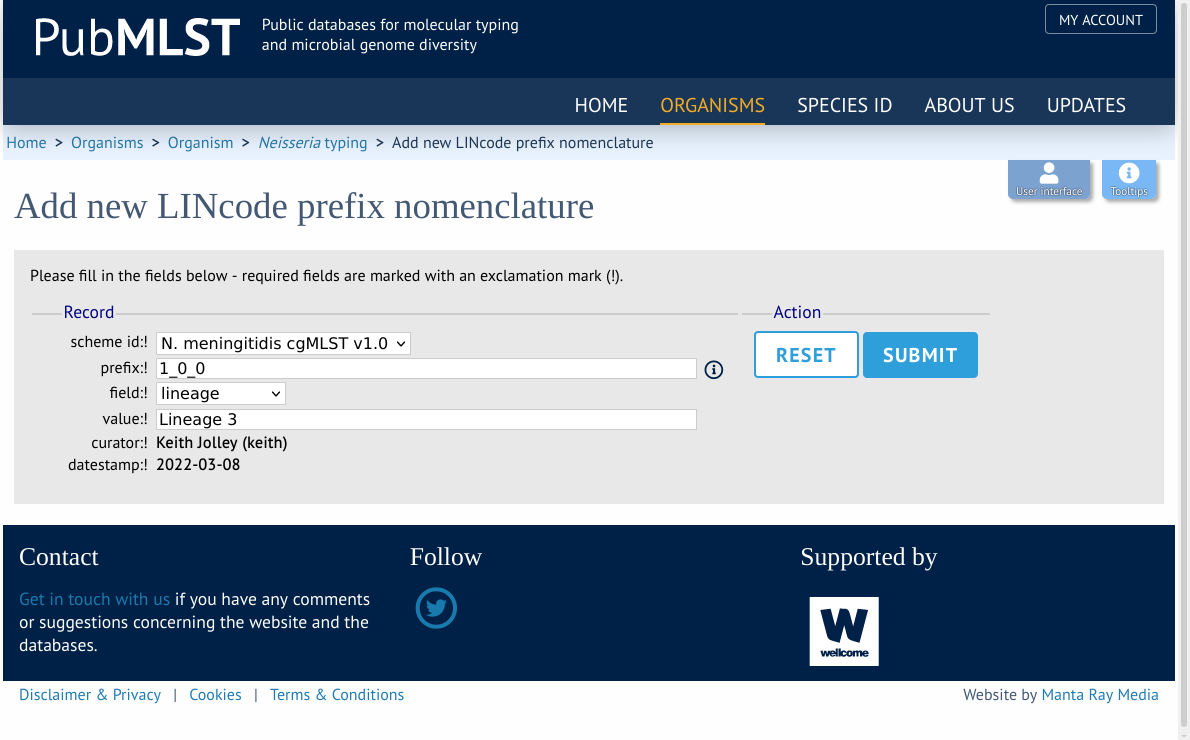 PubMLST
Public databases for molecular typing
and microbial genome diversity
MY ACCOUNT
HOME ORGANISMS SPECIES ID ABOUT US UPDATES
Home > Organisms > Organism > Neisseria typing > Add new LINcode prefix nomenclature
User interface
Tooltips
Add new LINcode prefix nomenclature
Please fill in the fields below - required fields are marked with an exclamation mark (!).
Record
Action
scheme id:! N. meningitidis cgMLST v1.0
prefix:! 1_0_0
field:! lineage
value:! Lineage 3
curator:! Keith Jolley (keith)
datestamp:! 2022-03-08
RESET
SUBMIT
Contact
Get in touch with us if you have any comments
or suggestions concerning the website and the
databases.
Follow
Supported by
W
wellcome
Disclaimer & Privacy | Cookies | Terms & Conditions
Website by Manta Ray Media